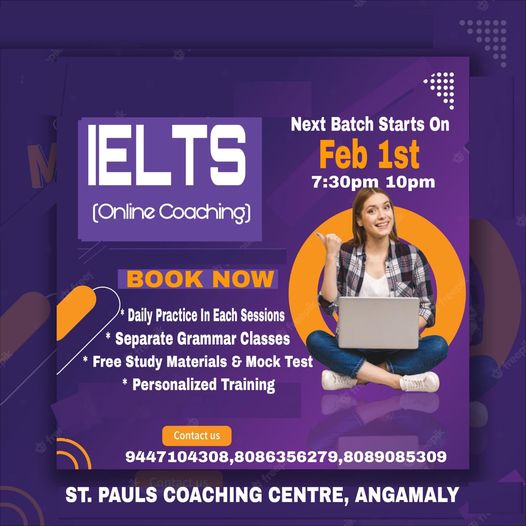 IELTS
(Online Coaching)
Next Batch Starts On
Feb 1st
7:30pm 10pm
BOOK NOW
* Daily Practice In Each Sessions
* Separate Grammar Classes
* Free Study Materials & Mock Test
* Personalized Training
Contact us
9447104308,8086356279,8089085309
Contact us
ST. PAULS COACHING CENTRE, ANGAMALY